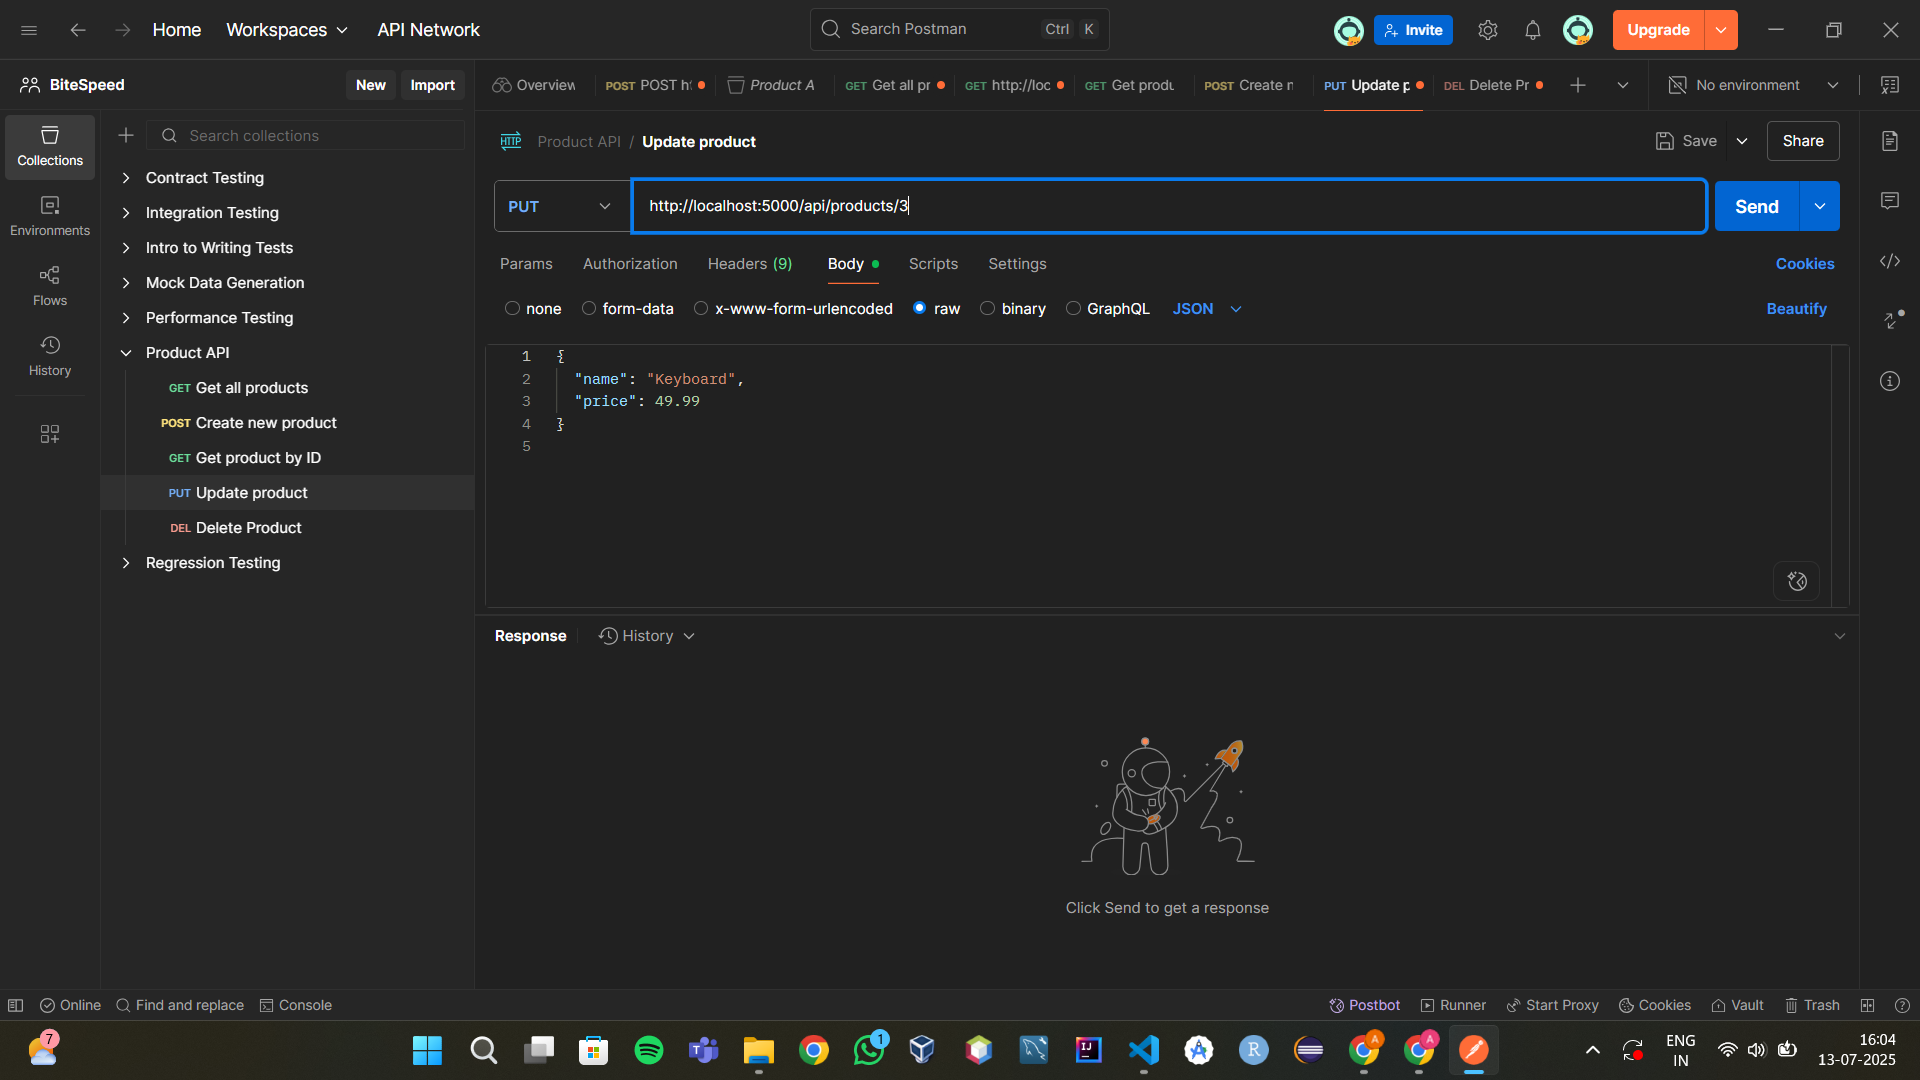 Home Workspaces API Network Search Postman Ctrl K Invite Upgrade
BiteSpeed New Import Overview POST POST h Product A GET Get all pr GET http://loc GET Get produ POST Create n PUT Update p DEL Delete Pr No environment
Collections
Environments
Flows
History
Search collections
Contract Testing
Integration Testing
Intro to Writing Tests
Mock Data Generation
Performance Testing
Product API
GET Get all products
POST Create new product
GET Get product by ID
PUT Update product
DEL Delete Product
Regression Testing
HTTP Product API / Update product Save Share
PUT http://localhost:5000/api/products/3 Send
Params Authorization Headers (9) Body Scripts Settings Cookies
none form-data x-www-form-urlencoded raw binary GraphQL JSON Beautify
1 {
2 "name": "Keyboard",
3 "price": 49.99
4 }
5
Response History
Click Send to get a response
Online Find and replace Console Postbot Runner Start Proxy Cookies Vault Trash
7 1 A A ENG 16:04
IN 13-07-2025